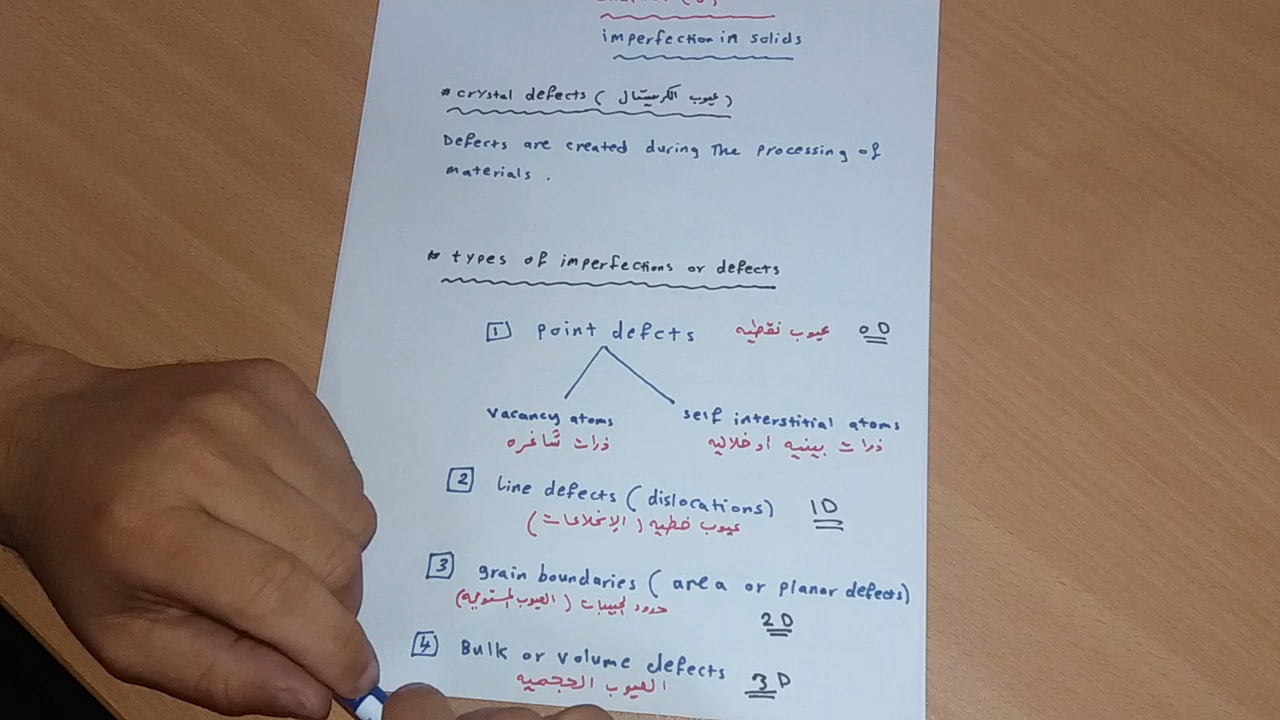 imperfection in solids
* crystal defects ( عيوب الكرستال )
Defects are created during The processing of
materials .
* types of imperfections or defects
1 point defcts عيوب نقطيه 0D
vacancy atoms self interstitial atoms
ذرات شاغره ذرات بينيه او خلاليه
2 Line defects ( dislocations) 1D
عيوب خطيه ( الإنخلاعات )
3 grain boundaries ( area or planar defects)
حدود الحبيبات ( العيوب المستويه)
2D
4 Bulk or volume defects 3D
العيوب الحجميه